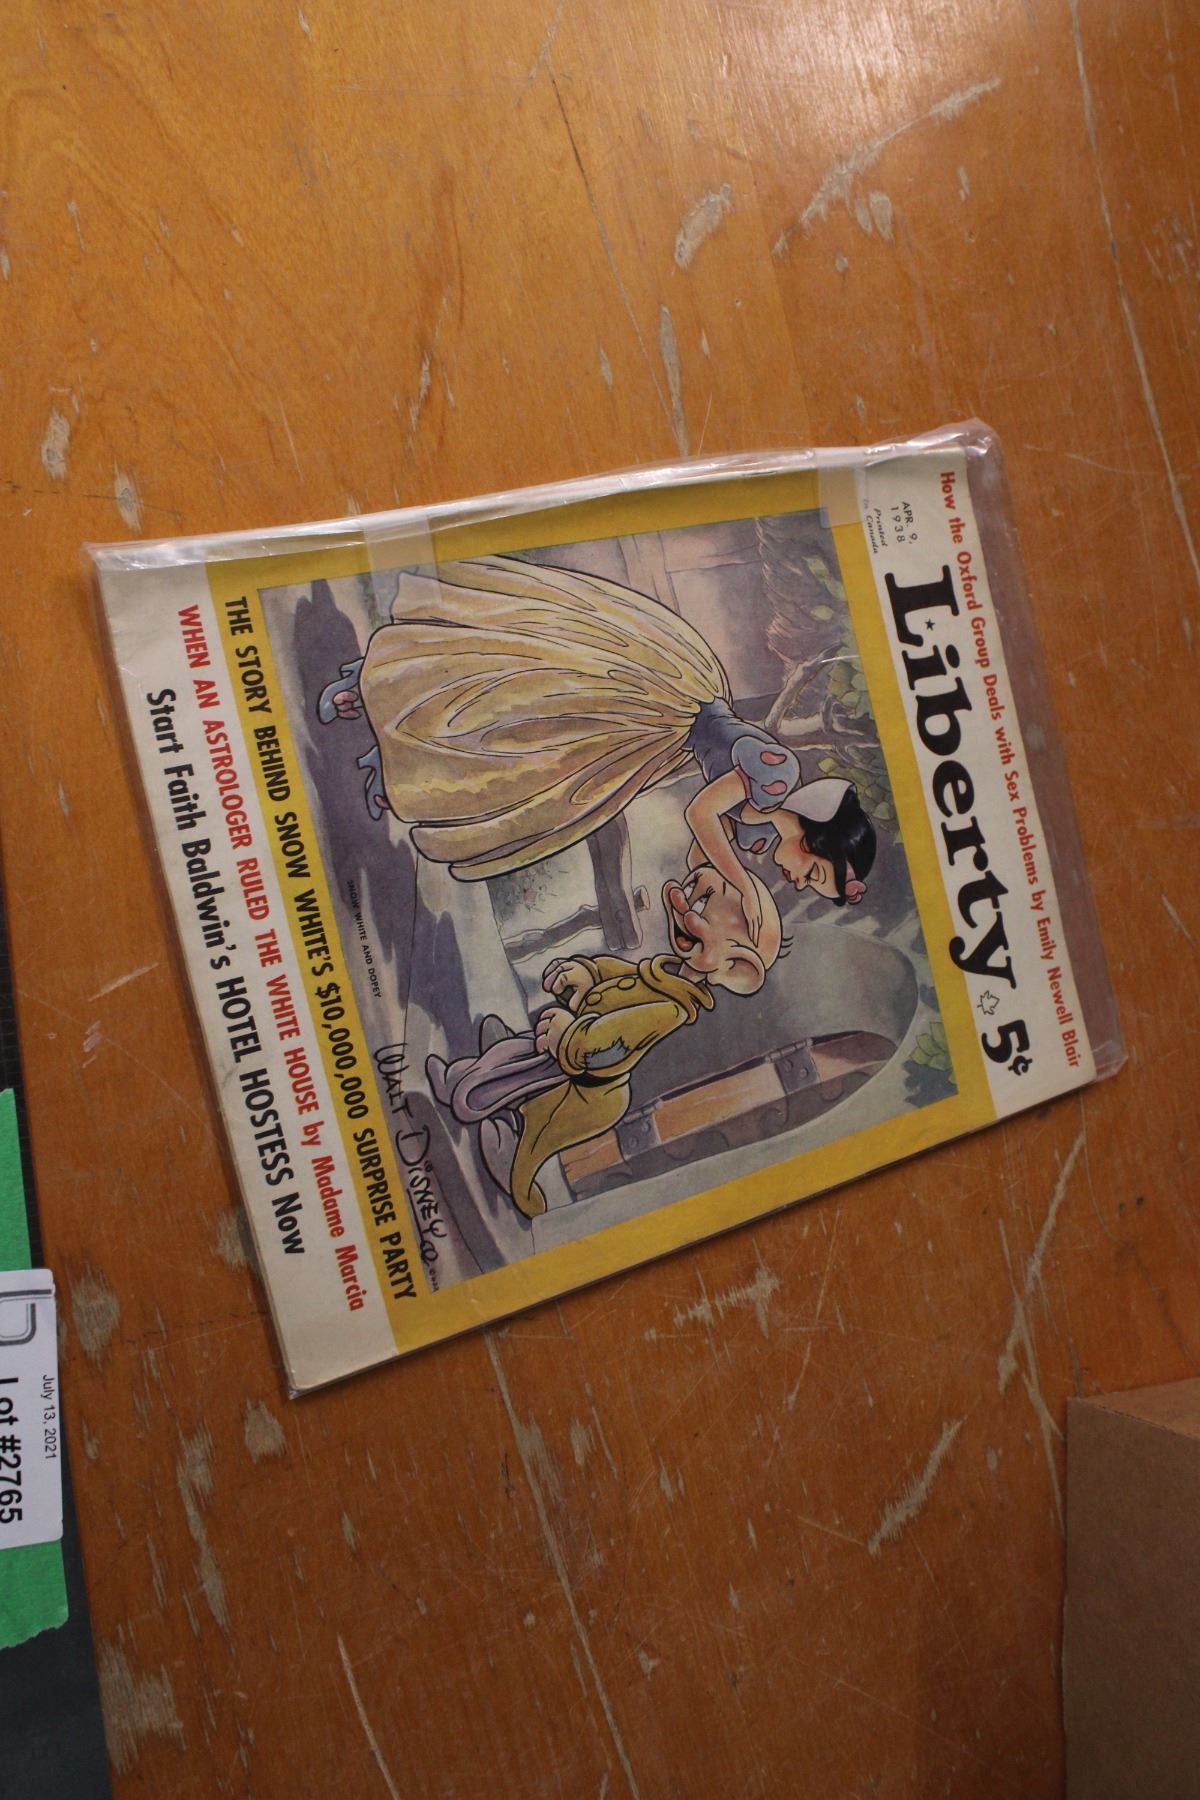 How the Oxford Group Deals with Sex Problems by Emily Newell Blair
APR. 9,
1938
Printed
in Canada
Liberty 5¢
SNOW WHITE AND DOPEY
WALT DISNEY
THE STORY BEHIND SNOW WHITE'S $10,000,000 SURPRISE PARTY
WHEN AN ASTROLOGER RULED THE WHITE HOUSE by Madame Marcia
Start Faith Baldwin's HOTEL HOSTESS Now
July 13, 2021
Lot #2765